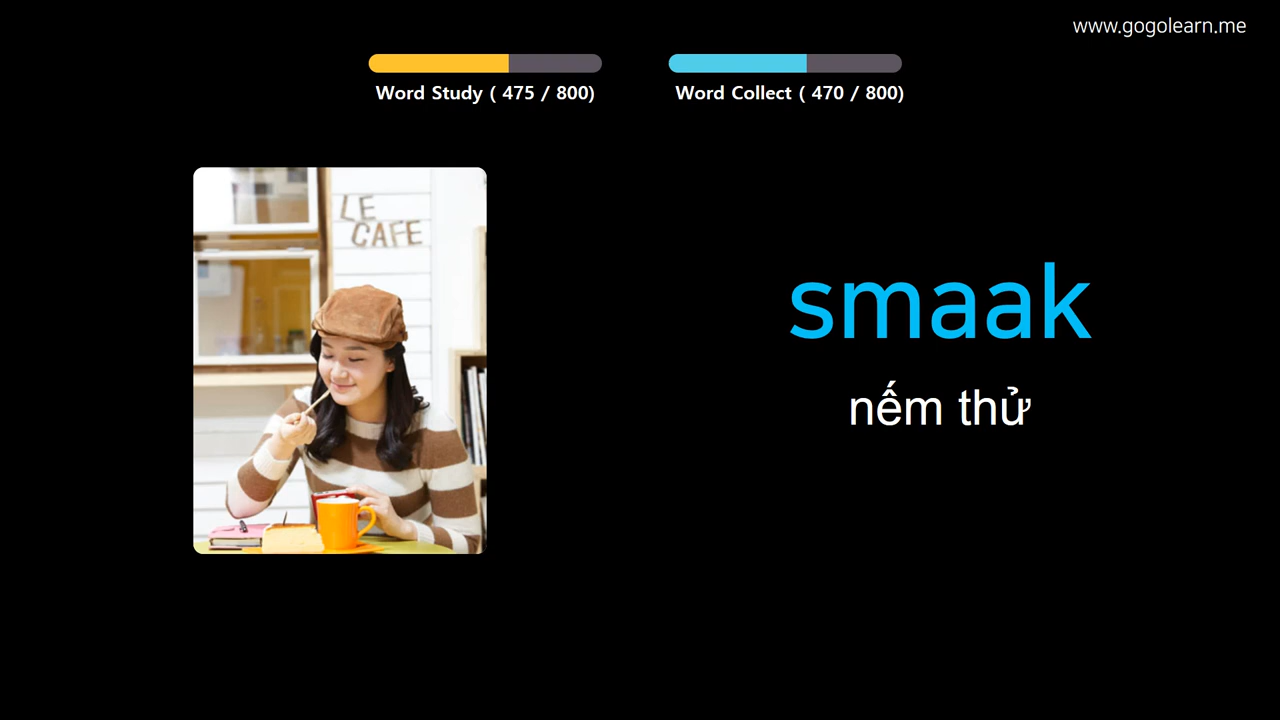 www.gogolearn.me
Word Study ( 475 / 800)
Word Collect ( 470 / 800)
LE
CAFE
smaak
nếm thử